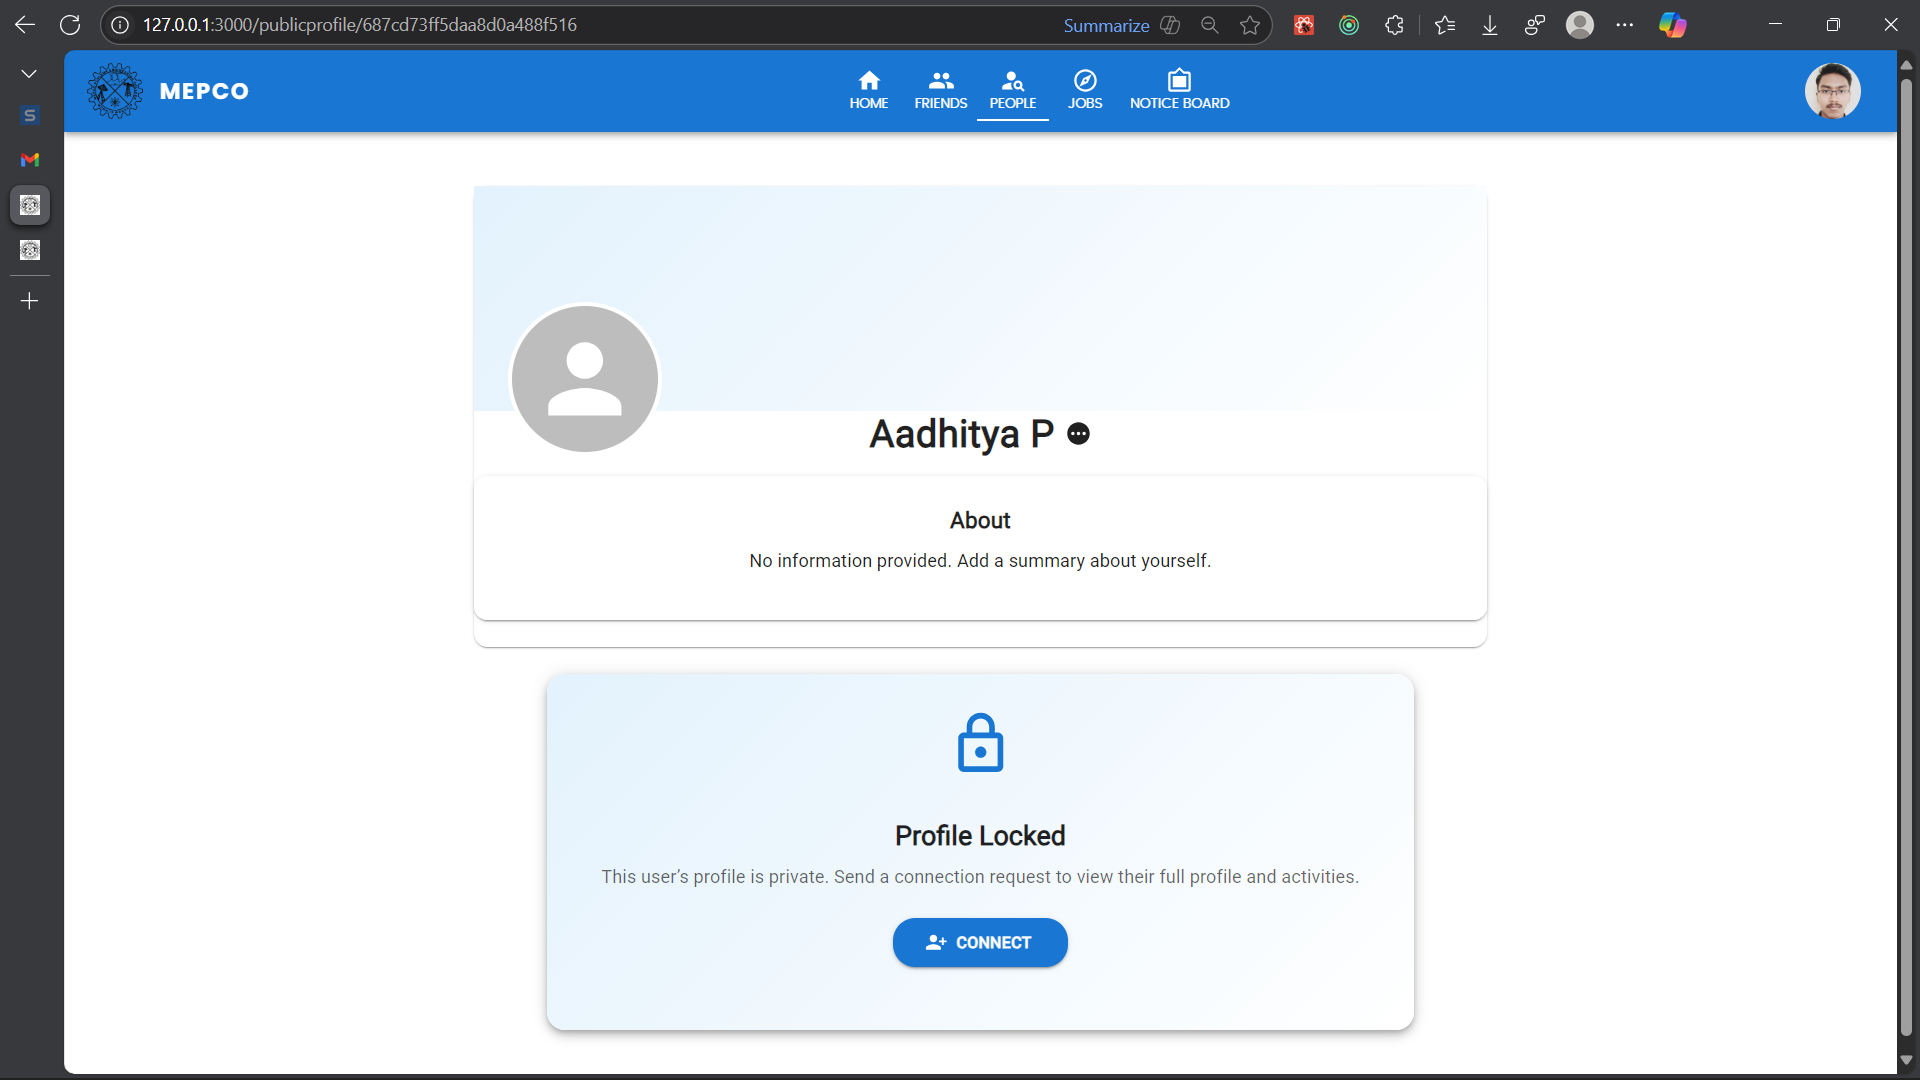 127.0.0.1:3000/publicprofile/687cd73ff5daa8d0a488f516
Summarize
S
MEPCO
HOME
FRIENDS
PEOPLE
JOBS
NOTICE BOARD
Aadhitya P
About
No information provided. Add a summary about yourself.
Profile Locked
This user’s profile is private. Send a connection request to view their full profile and activities.
CONNECT